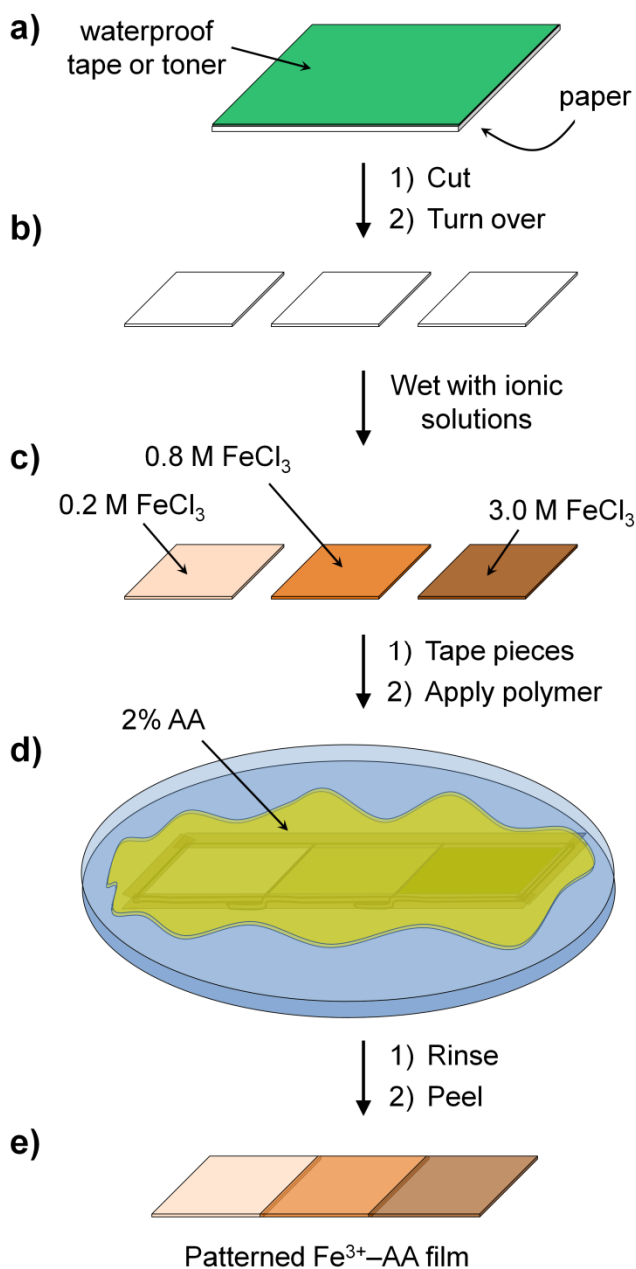 a)
waterproof
tape or toner
paper
1) Cut
2) Turn over
b)
Wet with ionic
solutions
c)
0.8 M FeCl₃
0.2 M FeCl₃
3.0 M FeCl₃
1) Tape pieces
2) Apply polymer
2% AA
d)
1) Rinse
2) Peel
e)
Patterned Fe³⁺–AA film